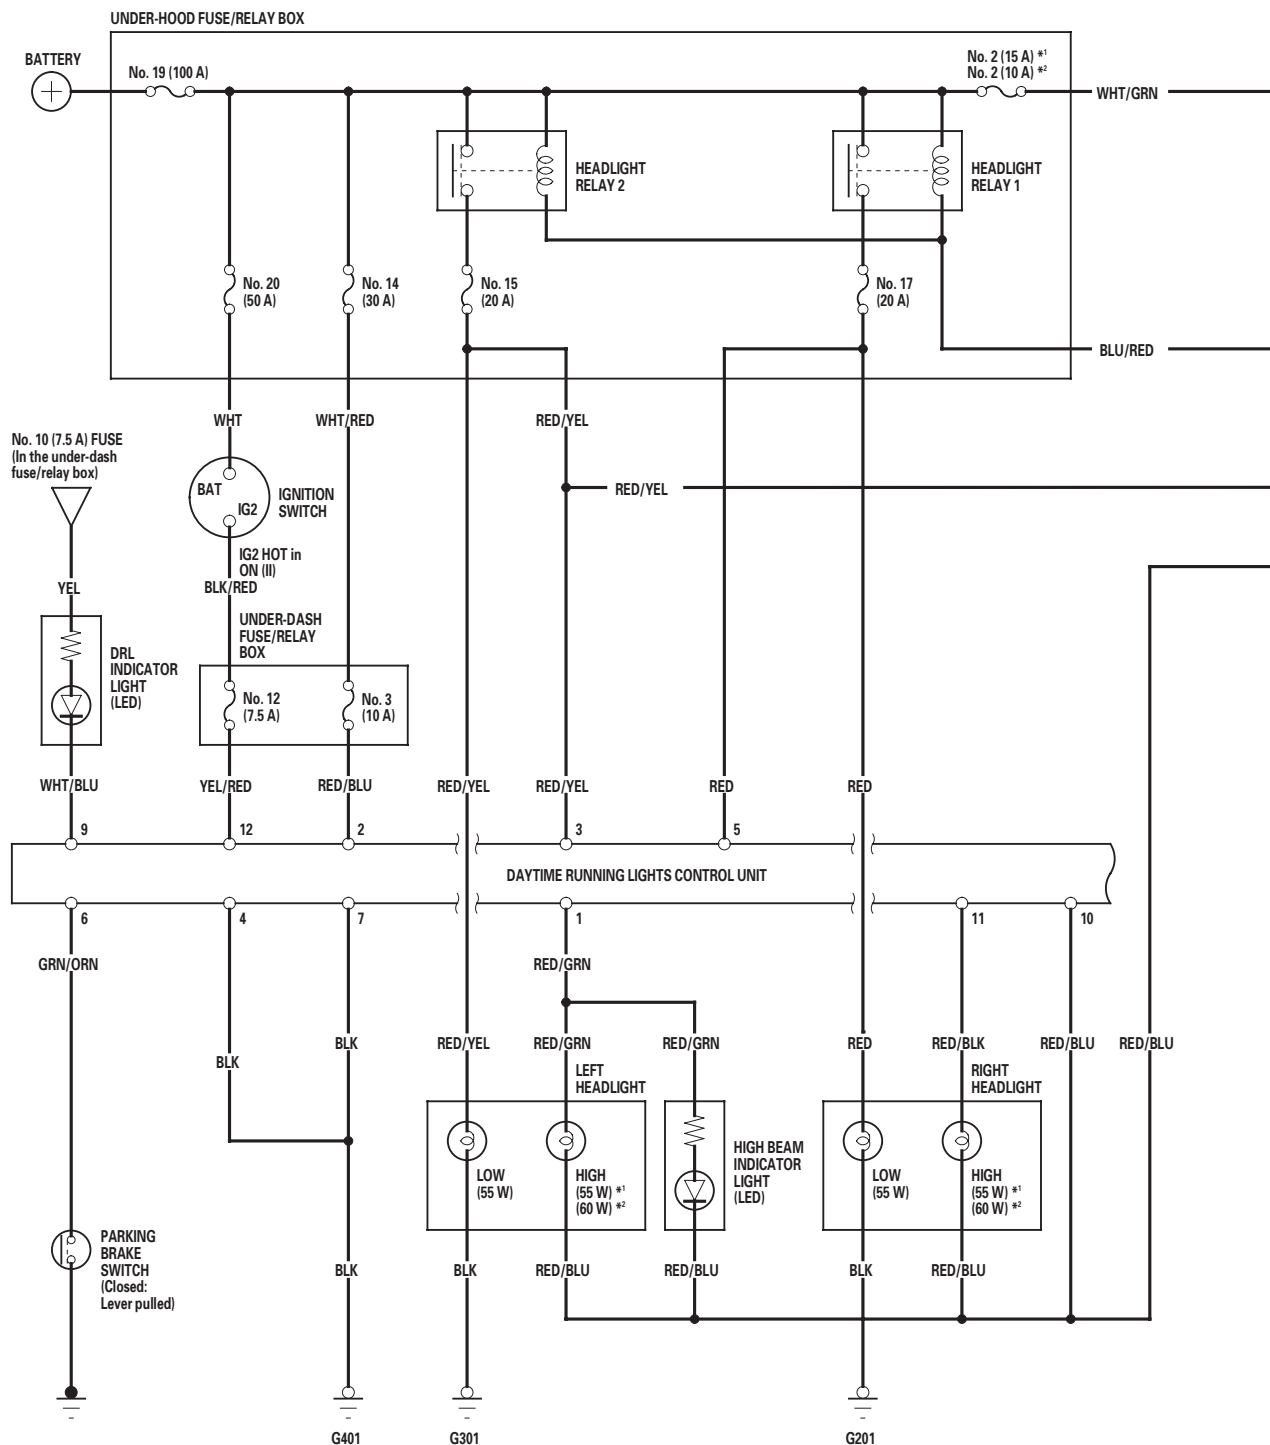 UNDER-HOOD FUSE/RELAY BOX
BATTERY
No. 19 (100 A)
No. 2 (15 A) *1
No. 2 (10 A) *2
WHT/GRN
HEADLIGHT
RELAY 2
HEADLIGHT
RELAY 1
No. 20
(50 A)
No. 14
(30 A)
No. 15
(20 A)
No. 17
(20 A)
BLU/RED
WHT
WHT/RED
RED/YEL
No. 10 (7.5 A) FUSE
(In the under-dash
fuse/relay box)
BAT
IG2
IGNITION
SWITCH
RED/YEL
IG2 HOT in
ON (II)
BLK/RED
YEL
UNDER-DASH
FUSE/RELAY
BOX
DRL
INDICATOR
LIGHT
(LED)
No. 12
(7.5 A)
No. 3
(10 A)
WHT/BLU
YEL/RED
RED/BLU
RED/YEL
RED/YEL
RED
RED
9
12
2
3
5
DAYTIME RUNNING LIGHTS CONTROL UNIT
6
4
7
1
11
10
GRN/ORN
RED/GRN
BLK
BLK
RED/YEL
RED/GRN
RED/GRN
RED
RED/BLK
RED/BLU
RED/BLU
LEFT
HEADLIGHT
RIGHT
HEADLIGHT
LOW
(55 W)
HIGH
(55 W) *1
(60 W) *2
HIGH BEAM
INDICATOR
LIGHT
(LED)
LOW
(55 W)
HIGH
(55 W) *1
(60 W) *2
PARKING
BRAKE
SWITCH
(Closed:
Lever pulled)
BLK
BLK
RED/BLU
RED/BLU
BLK
RED/BLU
G401
G301
G201